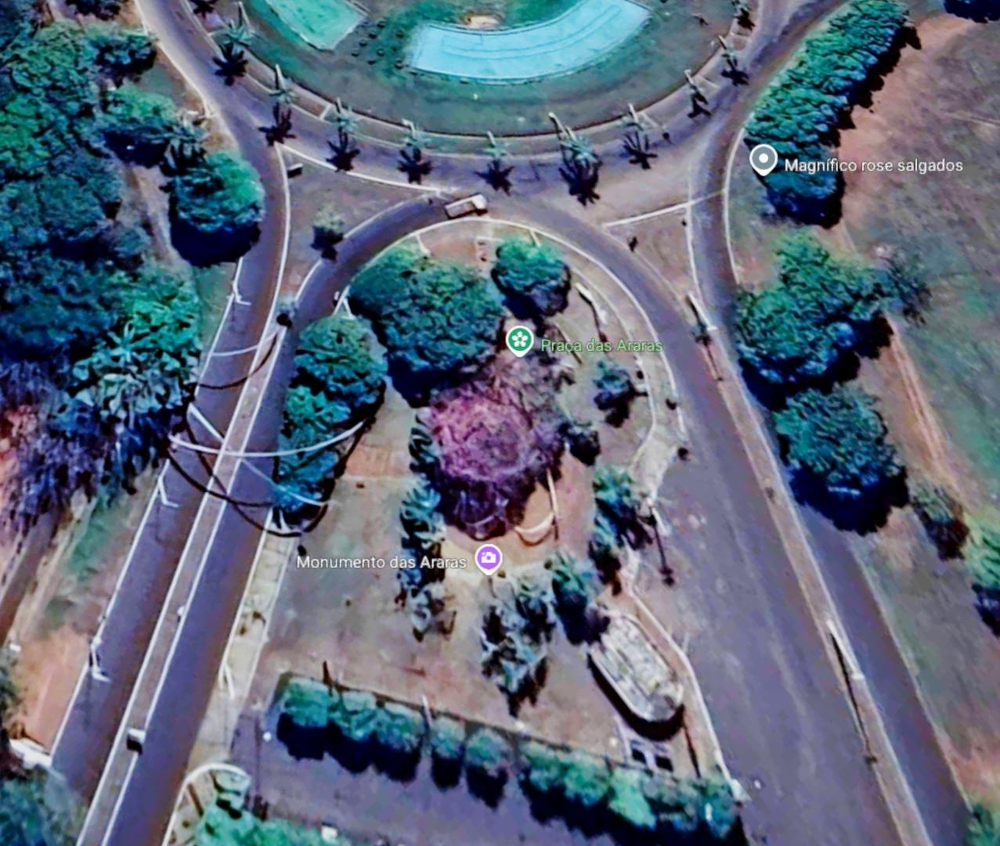 Magnífico rose salgados
Praça das Araras
Monumento das Araras